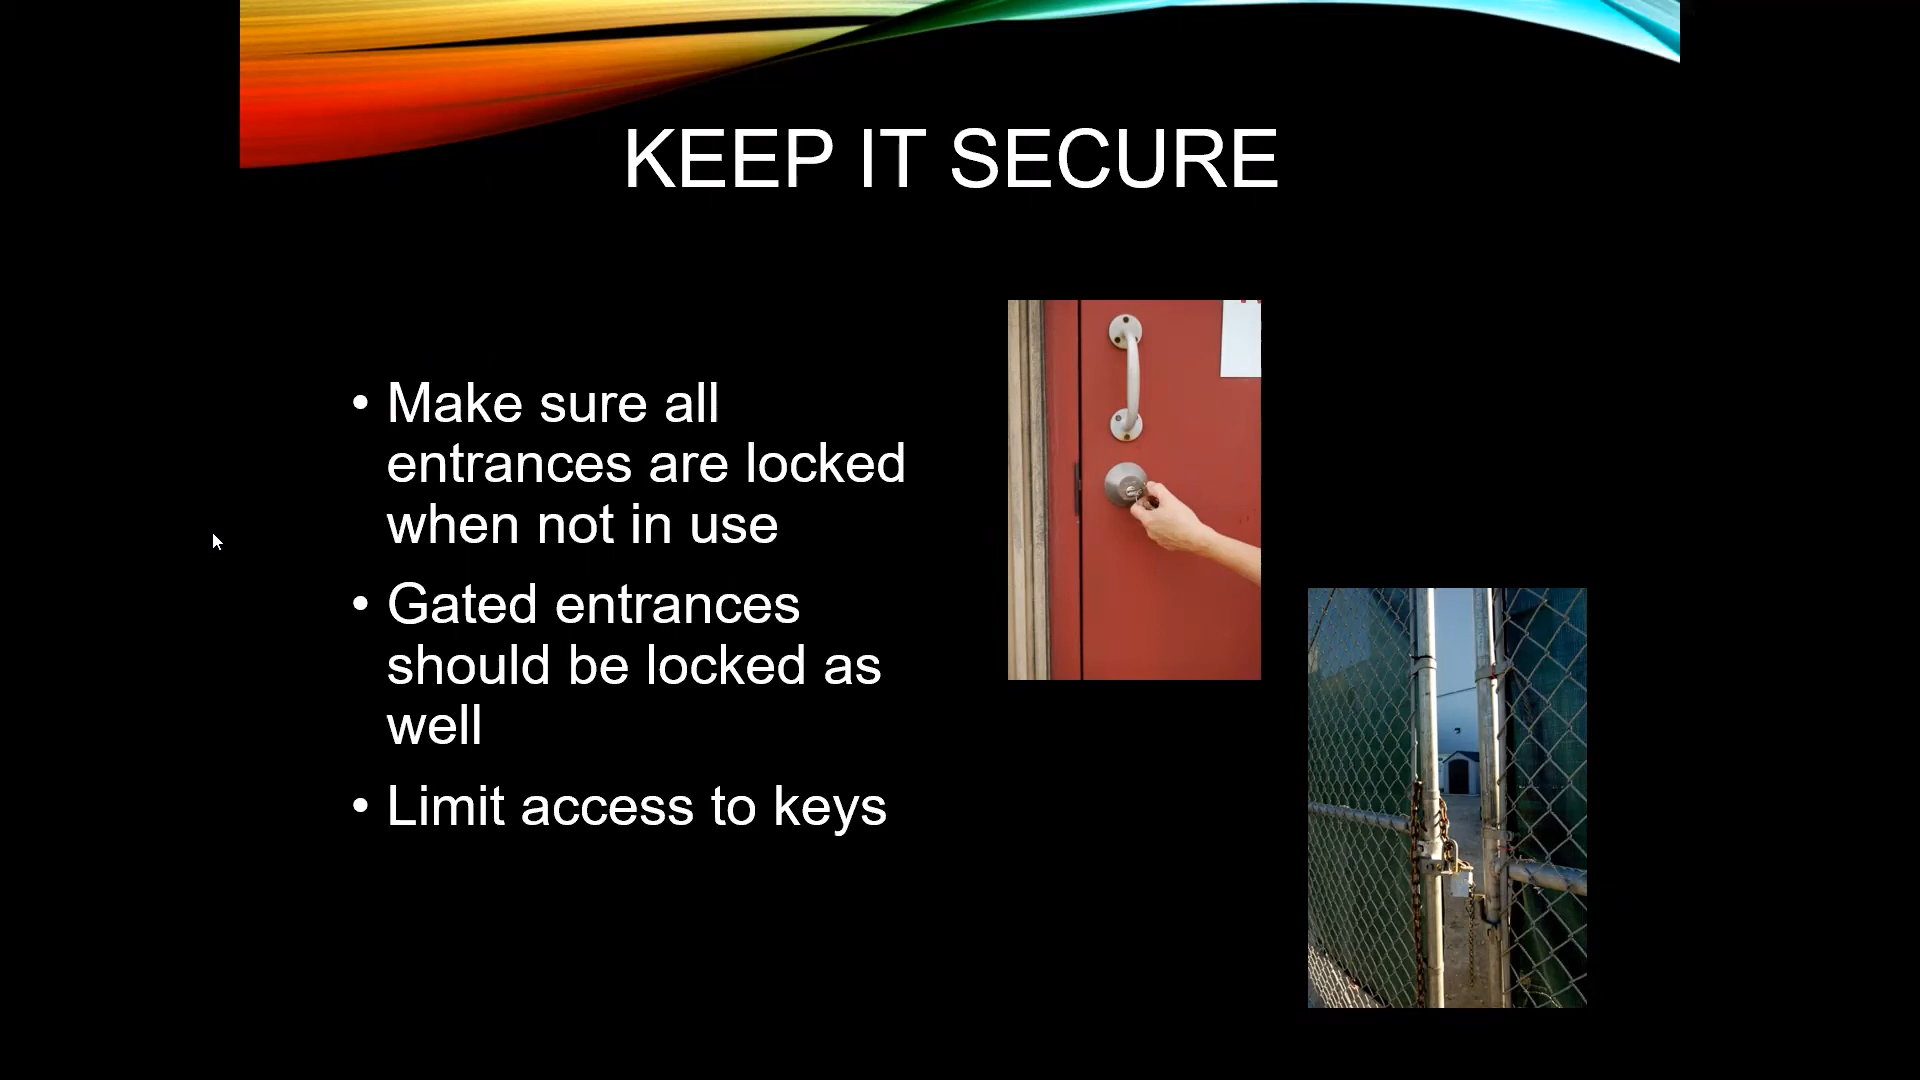 KEEP IT SECURE
• Make sure all
entrances are locked
when not in use
• Gated entrances
should be locked as
well
• Limit access to keys